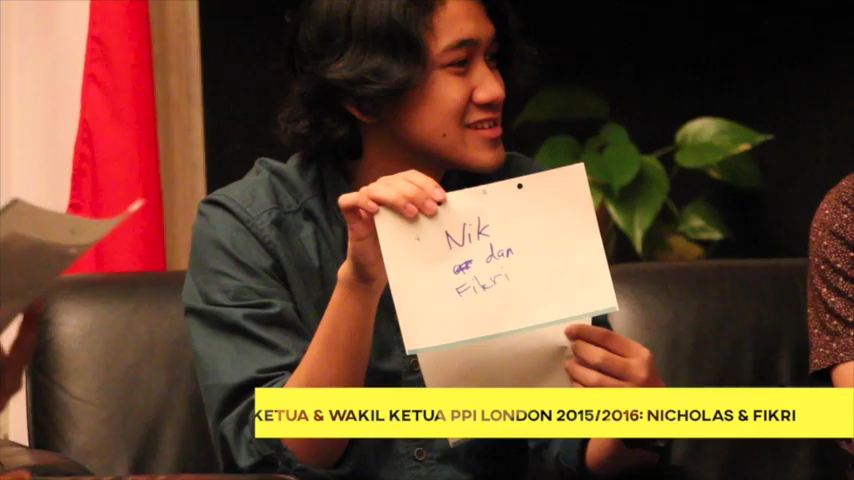 Nik
dan
Fikri
KETUA & WAKIL KETUA PPI LONDON 2015/2016: NICHOLAS & FIKRI